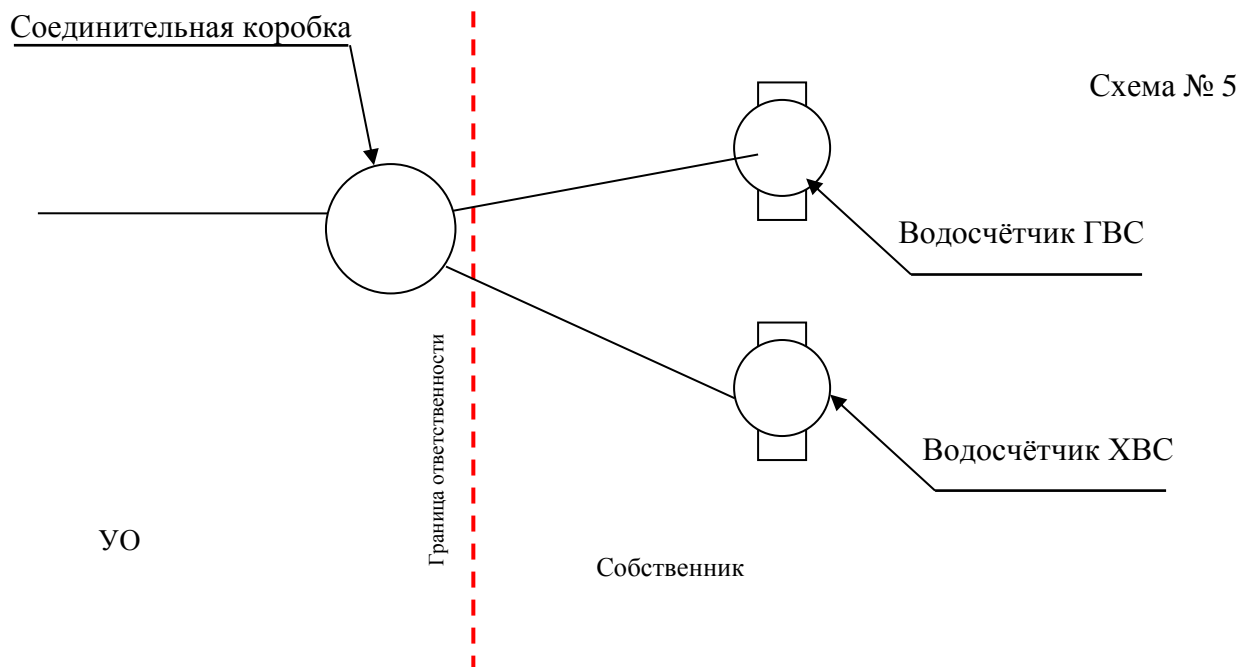 Соединительная коробка
Схема № 5
Водосчётчик ГВС
Водосчётчик ХВС
Граница ответственности
УО
Собственник